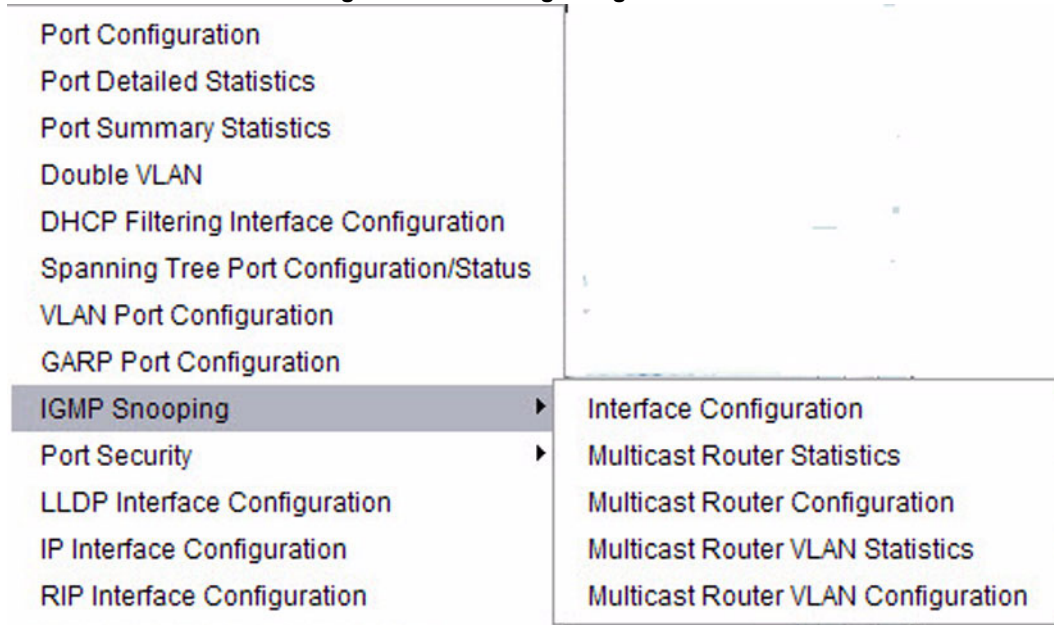 Port Configuration
Port Detailed Statistics
Port Summary Statistics
Double VLAN
DHCP Filtering Interface Configuration
Spanning Tree Port Configuration/Status
VLAN Port Configuration
GARP Port Configuration
IGMP Snooping
Port Security
LLDP Interface Configuration
IP Interface Configuration
RIP Interface Configuration
Interface Configuration
Multicast Router Statistics
Multicast Router Configuration
Multicast Router VLAN Statistics
Multicast Router VLAN Configuration